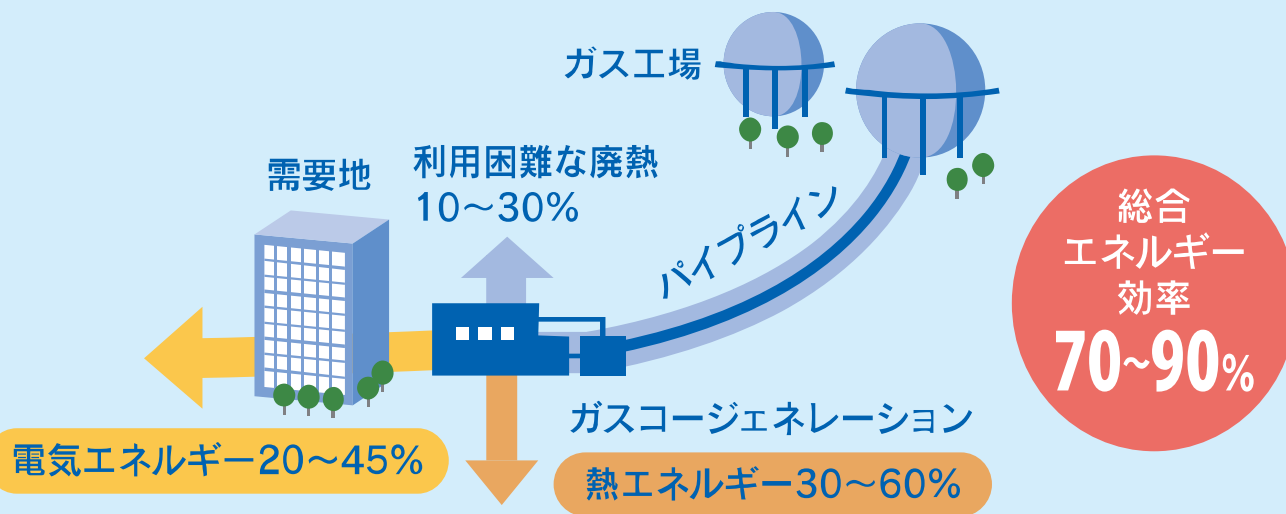 ガス工場
需要地
利用困難な廃熱
10～30%
パイプライン
総合
エネルギー
効率
70~90%
ガスコージェネレーション
電気エネルギー20～45%
熱エネルギー30～60%